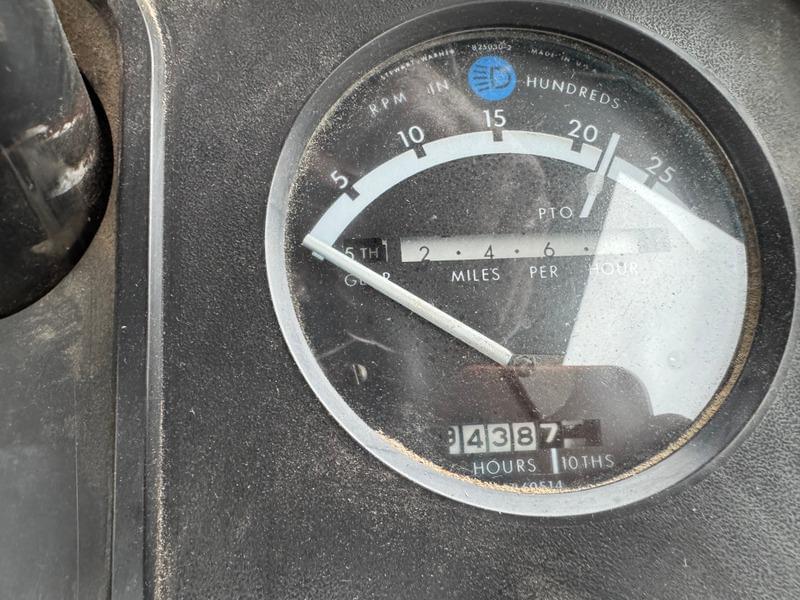 STEWART-WARNER 825030-2 MADE IN U.S.A.
RPM IN HUNDREDS
5 10 15 20 25
PTO
5TH 2 · 4 · 6 ·
GEAR MILES PER HOUR
4387
HOURS 10THS